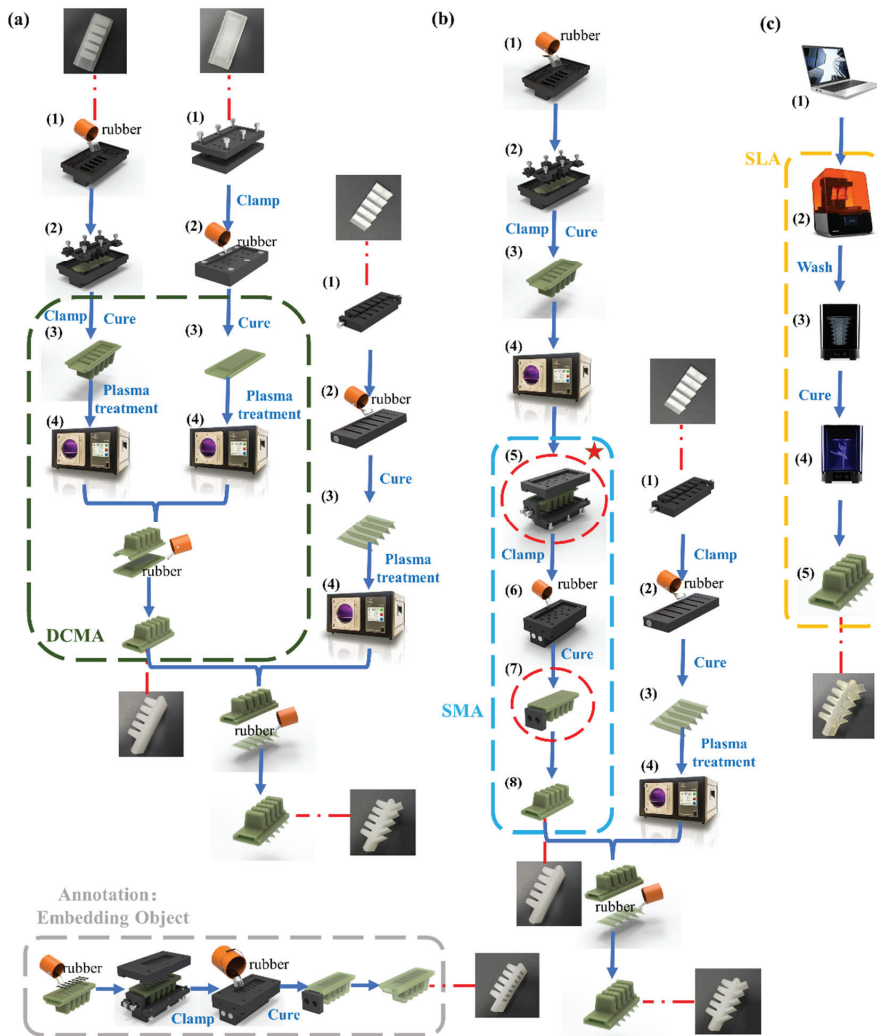 (a)
(1)
rubber
(2)
Clamp
Cure
(3)
Plasma
treatment
(4)
(1)
Clamp
(2)
rubber
Cure
(3)
Plasma
treatment
(4)
rubber
DCMA
(1)
(2)
rubber
Cure
(3)
Plasma
treatment
(4)
rubber
Annotation:
Embedding Object
rubber
Clamp
rubber
Cure
(b)
(1)
rubber
(2)
Clamp
Cure
(3)
(4)
(5)
Clamp
(6)
rubber
Cure
(7)
SMA
(8)
(1)
Clamp
(2)
rubber
Cure
(3)
Plasma
treatment
(4)
rubber
(c)
(1)
SLA
(2)
Wash
(3)
Cure
(4)
(5)